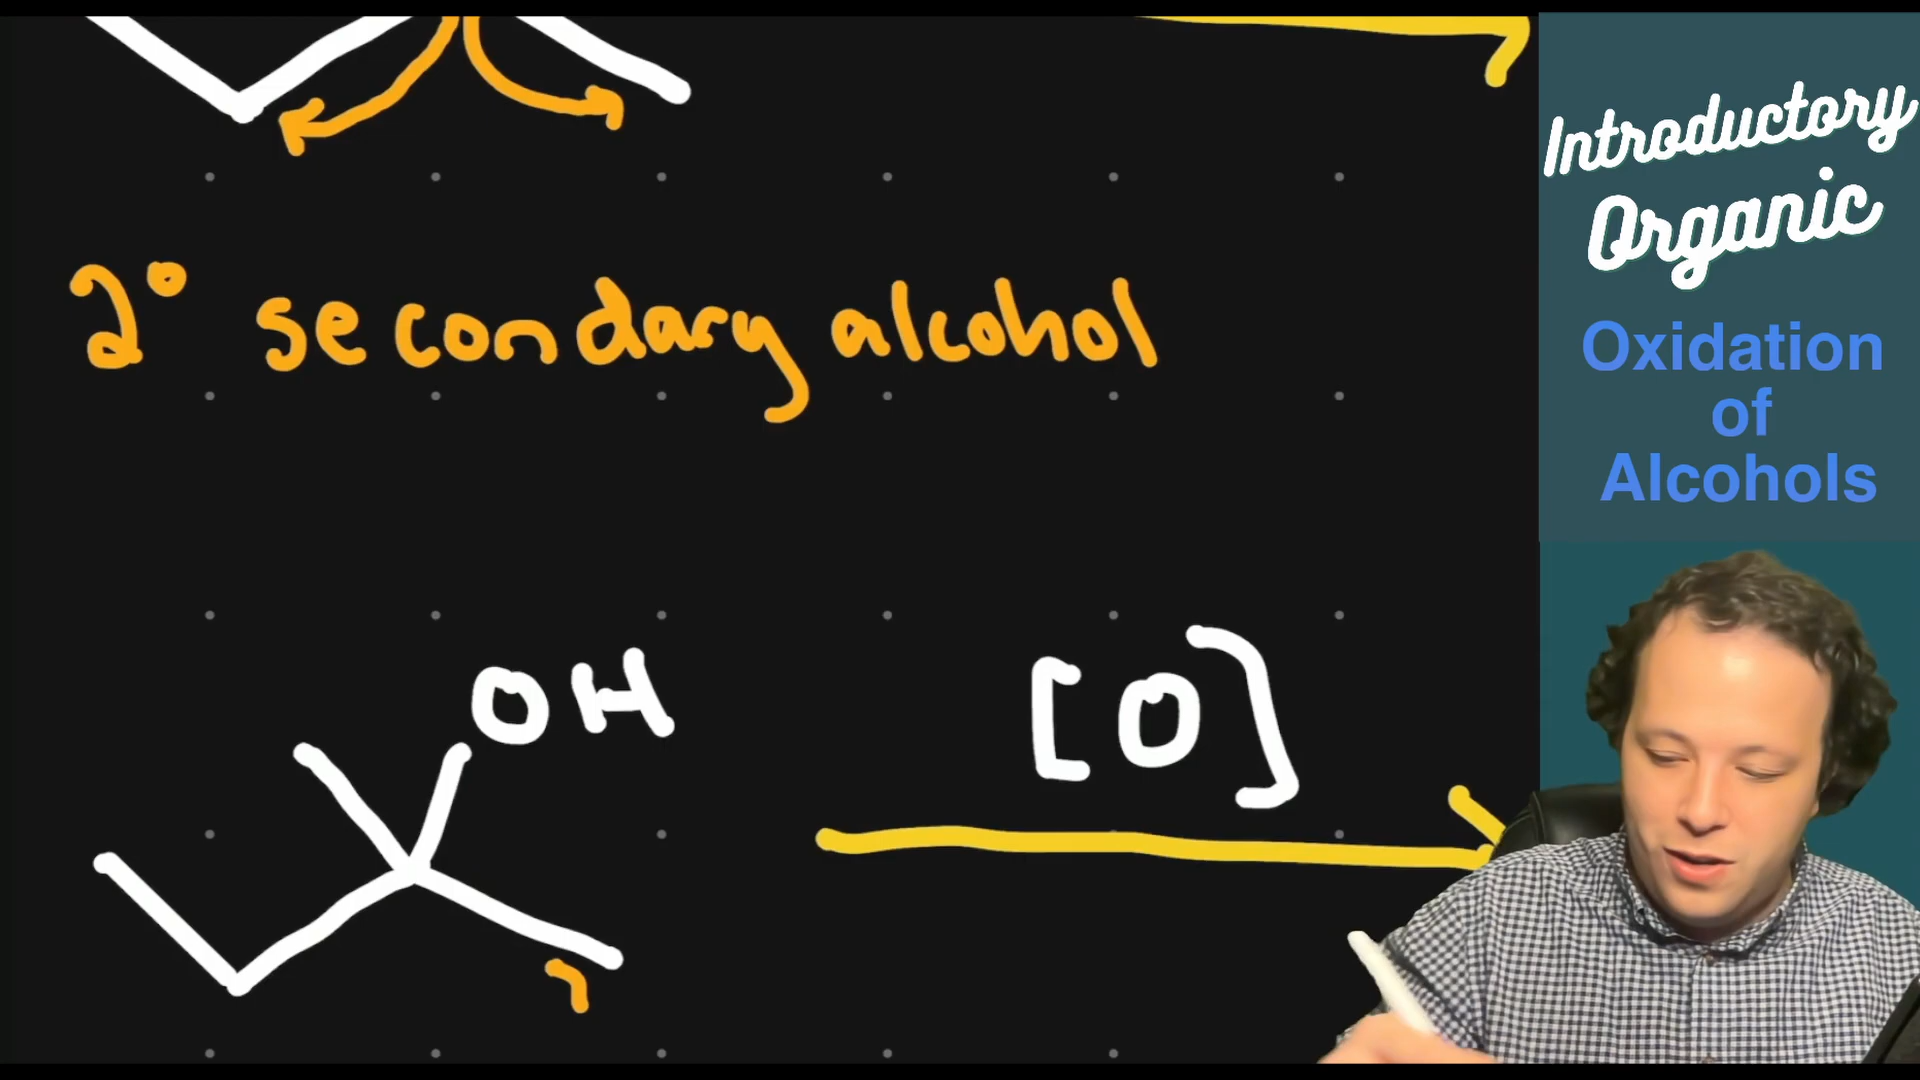 Introductory
Organic
Oxidation
of
Alcohols
2° secondary alcohol
OH
[O]